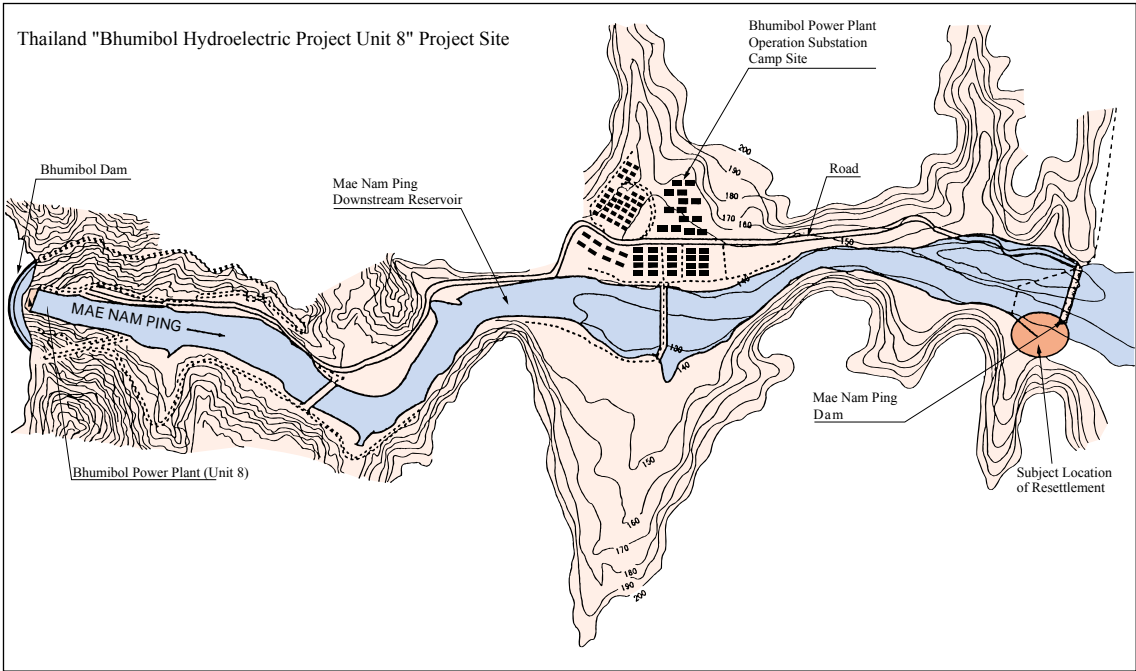 Thailand "Bhumibol Hydroelectric Project Unit 8" Project Site
Bhumibol Power Plant
Operation Substation
Camp Site
Bhumibol Dam
Mae Nam Ping
Downstream Reservoir
Road
200
190
180
170
160
150
140
MAE NAM PING
130
140
Mae Nam Ping
Dam
Bhumibol Power Plant (Unit 8)
Subject Location
of Resettlement
150
160
170
180
190
200